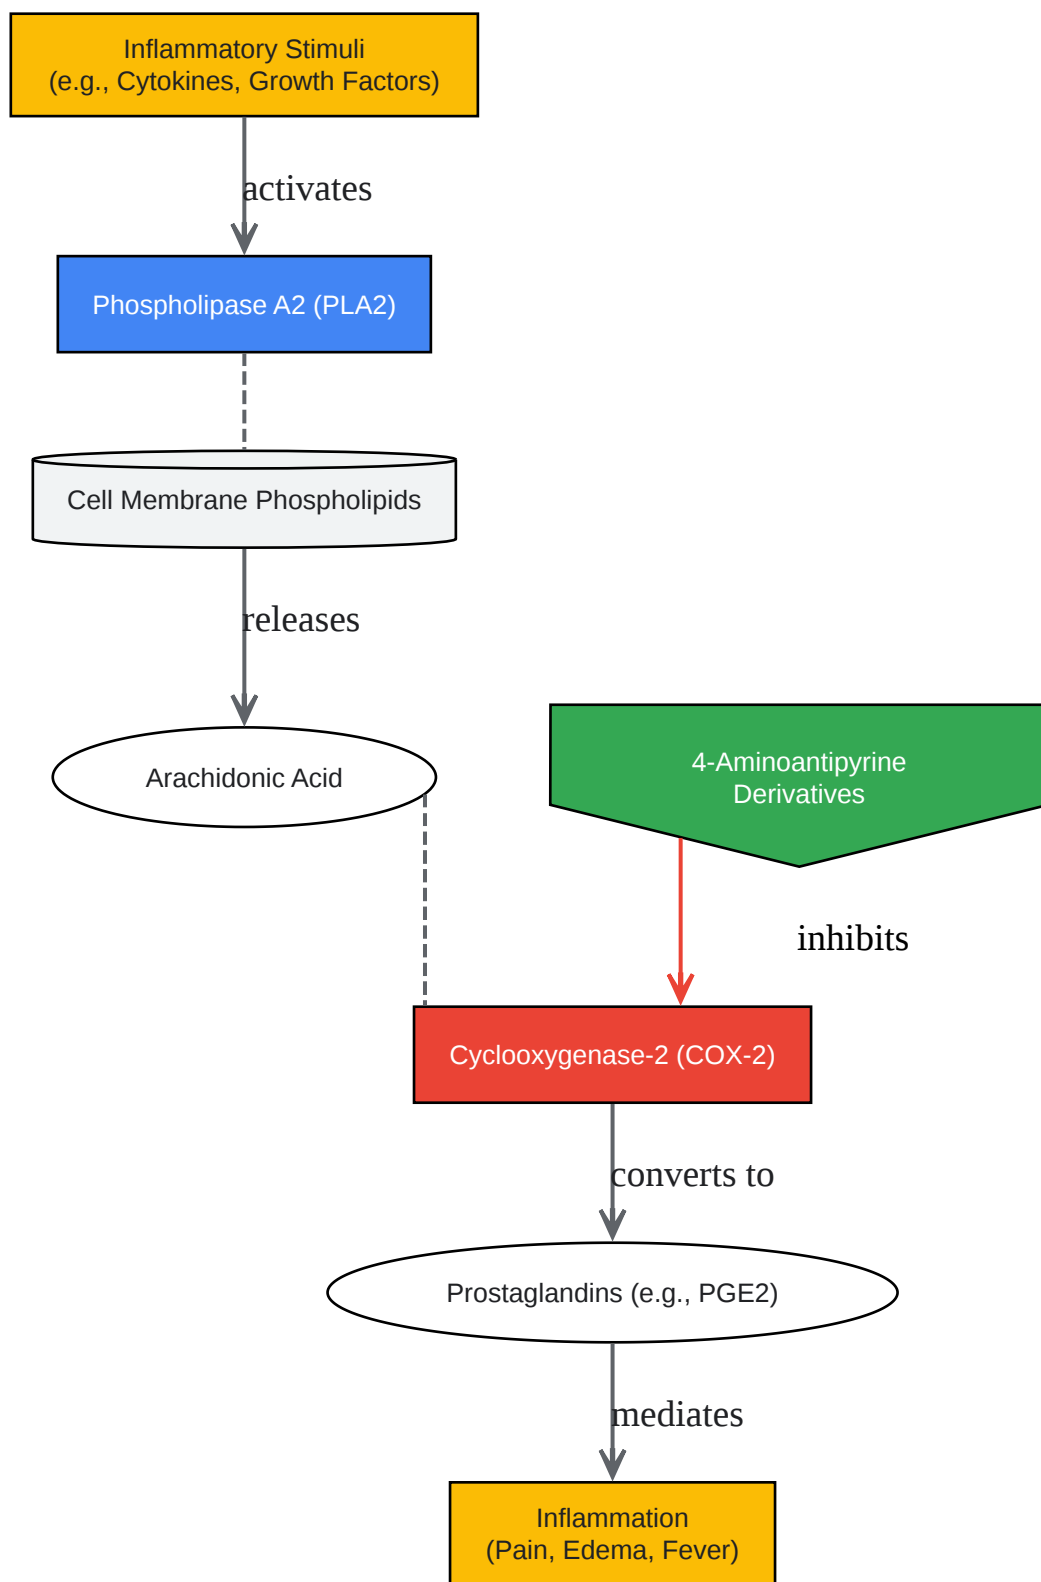 Inflammatory Stimuli
(e.g., Cytokines, Growth Factors)
activates
Phospholipase A2 (PLA2)
Cell Membrane Phospholipids
releases
Arachidonic Acid
4-Aminoantipyrine
Derivatives
inhibits
Cyclooxygenase-2 (COX-2)
converts to
Prostaglandins (e.g., PGE2)
mediates
Inflammation
(Pain, Edema, Fever)